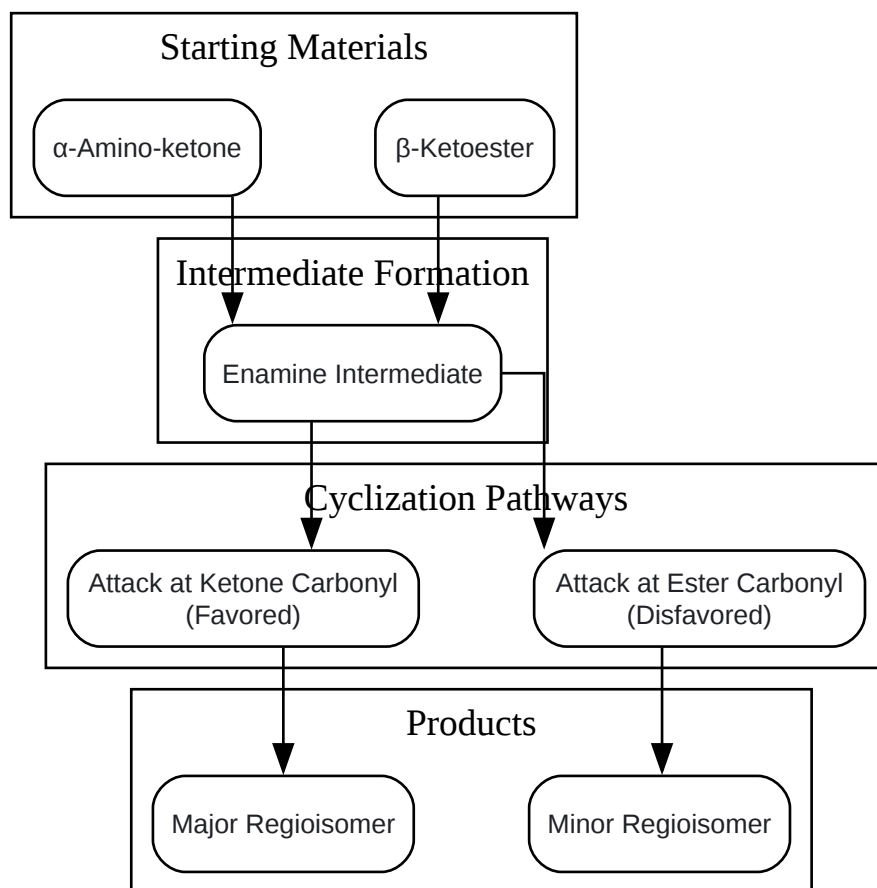 Starting Materials
α-Amino-ketone
β-Ketoester
Intermediate Formation
Enamine Intermediate
Cyclization Pathways
Attack at Ketone Carbonyl
(Favored)
Attack at Ester Carbonyl
(Disfavored)
Products
Major Regioisomer
Minor Regioisomer